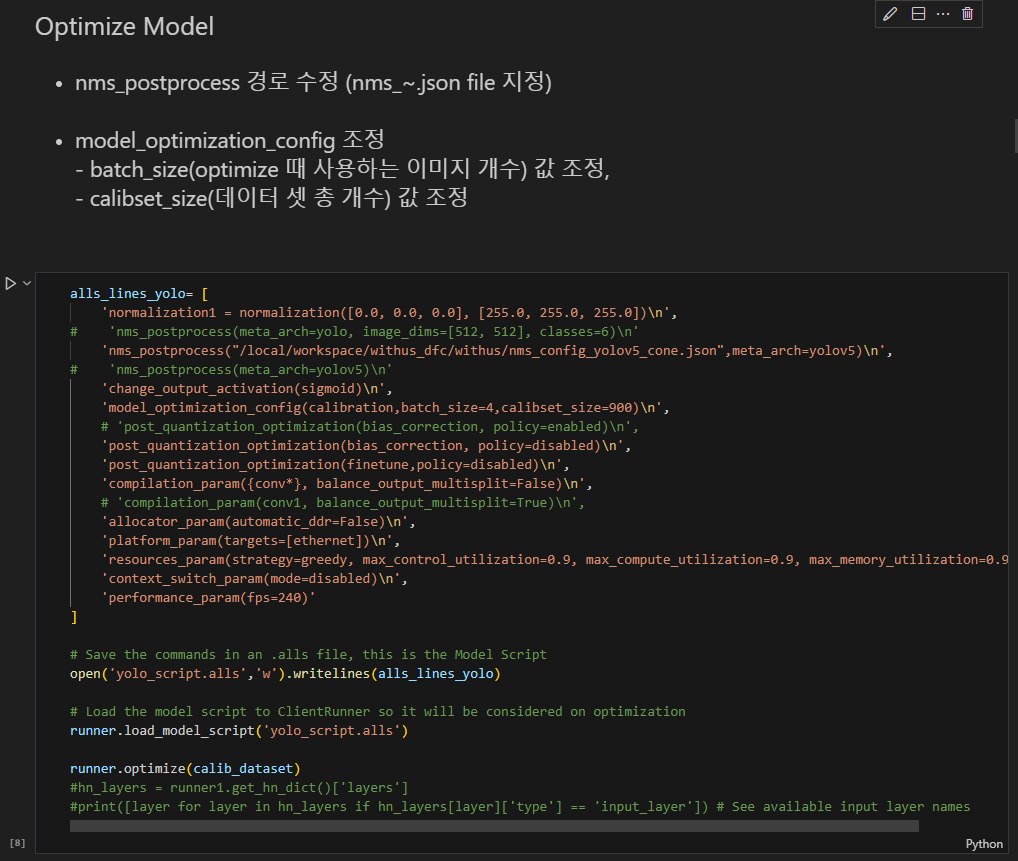 Optimize Model
• nms_postprocess 경로 수정 (nms_~.json file 지정)
• model_optimization_config 조정
- batch_size(optimize 때 사용하는 이미지 개수) 값 조정,
- calibset_size(데이터 셋 총 개수) 값 조정
alls_lines_yolo= [
    'normalization1 = normalization([0.0, 0.0, 0.0], [255.0, 255.0, 255.0])\n',
#    'nms_postprocess(meta_arch=yolo, image_dims=[512, 512], classes=6)\n'
    'nms_postprocess("/local/workspace/withus_dfc/withus/nms_config_yolov5_cone.json",meta_arch=yolov5)\n',
#    'nms_postprocess(meta_arch=yolov5)\n'
    'change_output_activation(sigmoid)\n',
    'model_optimization_config(calibration,batch_size=4,calibset_size=900)\n',
    # 'post_quantization_optimization(bias_correction, policy=enabled)\n',
    'post_quantization_optimization(bias_correction, policy=disabled)\n',
    'post_quantization_optimization(finetune,policy=disabled)\n',
    'compilation_param({conv*}, balance_output_multisplit=False)\n',
    # 'compilation_param(conv1, balance_output_multisplit=True)\n',
    'allocator_param(automatic_ddr=False)\n',
    'platform_param(targets=[ethernet])\n',
    'resources_param(strategy=greedy, max_control_utilization=0.9, max_compute_utilization=0.9, max_memory_utilization=0.9
    'context_switch_param(mode=disabled)\n',
    'performance_param(fps=240)'
]
# Save the commands in an .alls file, this is the Model Script
open('yolo_script.alls','w').writelines(alls_lines_yolo)
# Load the model script to ClientRunner so it will be considered on optimization
runner.load_model_script('yolo_script.alls')
runner.optimize(calib_dataset)
#hn_layers = runner1.get_hn_dict()['layers']
#print([layer for layer in hn_layers if hn_layers[layer]['type'] == 'input_layer']) # See available input layer names
[8]
Python